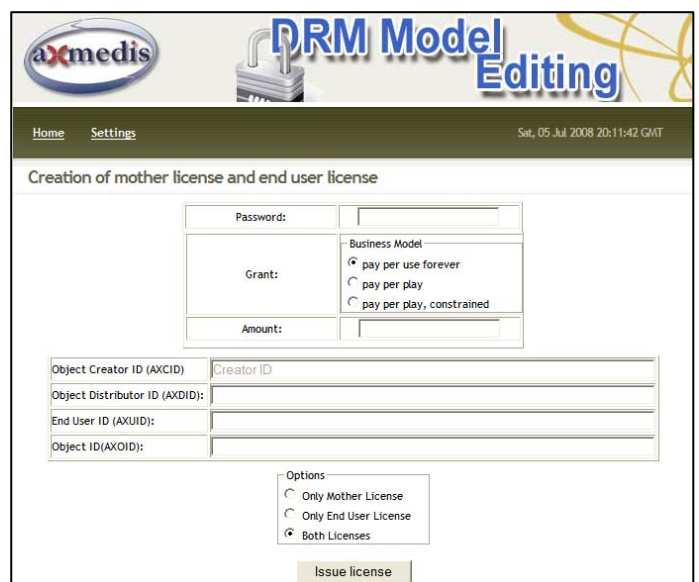 axmedis
DRM Model
Editing
Home Settings Sat, 05 Jul 2008 20:11:42 GMT
Creation of mother license and end user license
Password:
Grant:
Business Model
pay per use forever
pay per play
pay per play, constrained
Amount:
Object Creator ID (AXCID) Creator ID
Object Distributor ID (AXDID):
End User ID (AXUID):
Object ID(AXOID):
Options
Only Mother License
Only End User License
Both Licenses
Issue license